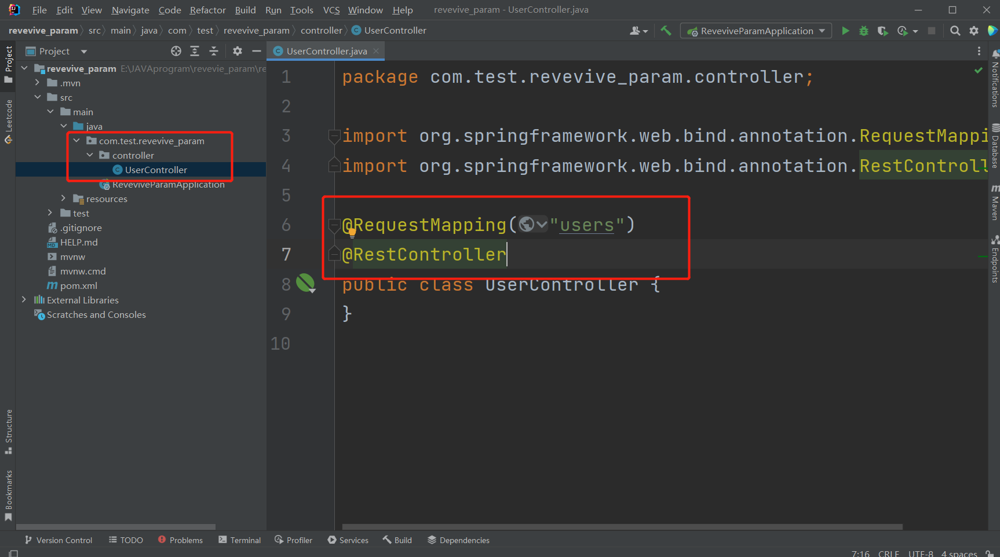 File Edit View Navigate Code Refactor Build Run Tools VCS Window Help revevive_param - UserController.java
revevive_param src main java com test revevive_param controller UserController ReveviveParamApplication
Project
UserController.java
revevive_param E:\JAVAprogram\revevie_param\re
.mvn
src
main
java
com.test.revevive_param
controller
UserController
ReveviveParamApplication
resources
test
.gitignore
HELP.md
mvnw
mvnw.cmd
pom.xml
External Libraries
Scratches and Consoles
1 package com.test.revevive_param.controller;
2
3 import org.springframework.web.bind.annotation.RequestMappi
4 import org.springframework.web.bind.annotation.RestControll
5
6 @RequestMapping("users")
7 @RestController
8 public class UserController {
9 }
10
Project
Leetcode
Structure
Bookmarks
Notifications
Database
Maven
Endpoints
Version Control TODO Problems Terminal Profiler Services Build Dependencies
7:16 CRLF UTF-8 4 spaces